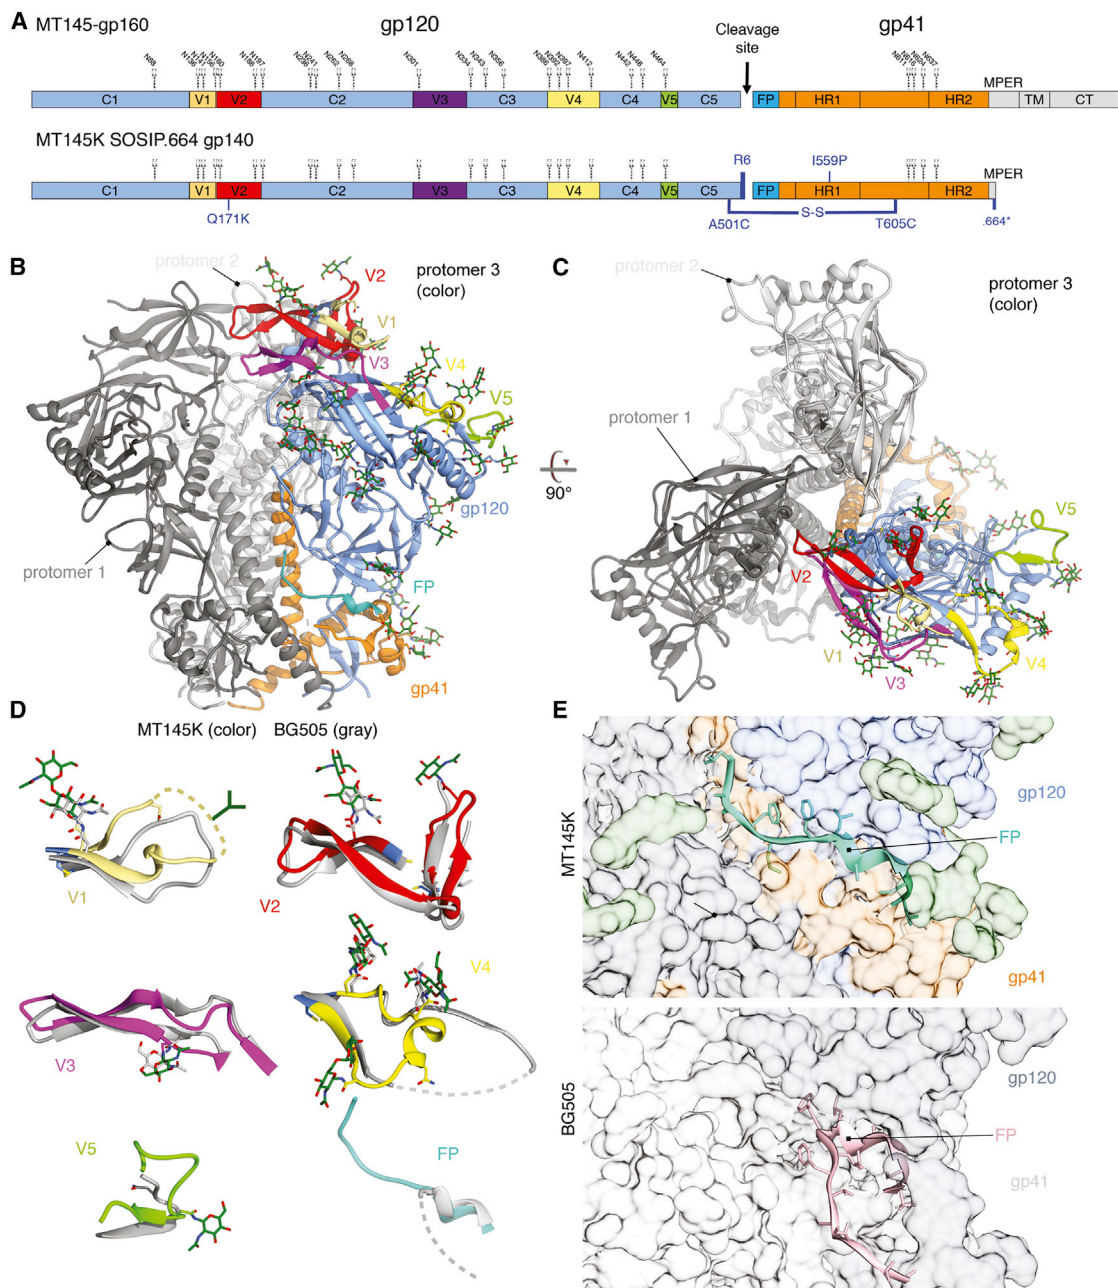 A
MT145-gp160
gp120
gp41
Cleavage
site
N88
N136
N141
N156
N160
N188
N197
N241
N262
N268
N301
N334
N343
N356
N392
N397
N412
N442
N448
N464
N611
N637
MPER
C1
V1
V2
C2
V3
C3
V4
C4
V5
C5
FP
HR1
HR2
TM
CT
MT145K SOSIP.664 gp140
R6
I559P
MPER
C1
V1
V2
C2
V3
C3
V4
C4
V5
C5
FP
HR1
HR2
Q171K
A501C
S-S
T605C
.664*
B
protomer 2
V2
protomer 3
(color)
V1
V3
V4
V5
gp120
protomer 1
FP
gp41
90°
C
protomer 2
protomer 3
(color)
protomer 1
V5
V2
V1
V3
V4
D
MT145K (color)
BG505 (gray)
V1
V2
V3
V4
V5
FP
E
MT145K
gp120
FP
gp41
BG505
gp120
FP
gp41